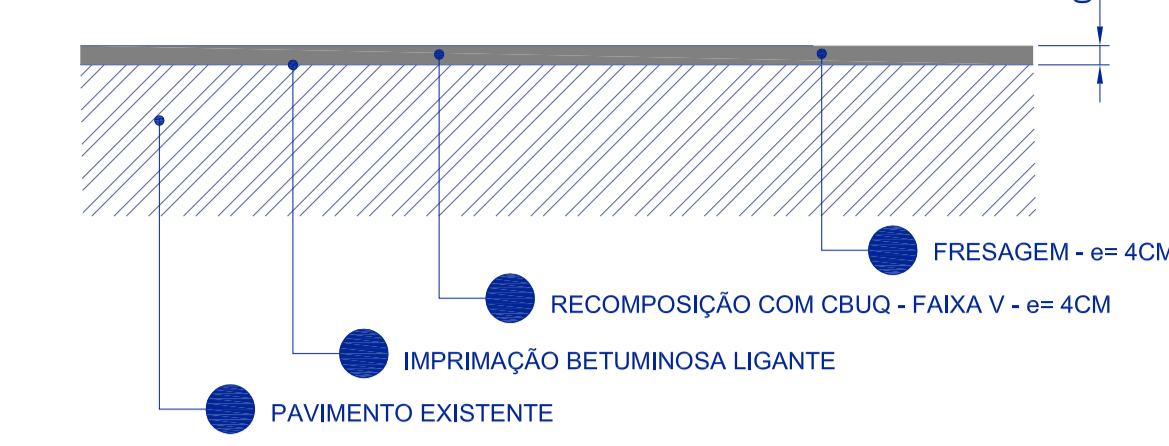 FRESAGEM - e= 4CM
RECOMPOSIÇÃO COM CBUQ - FAIXA V - e= 4CM
IMPRIMAÇÃO BETUMINOSA LIGANTE
PAVIMENTO EXISTENTE